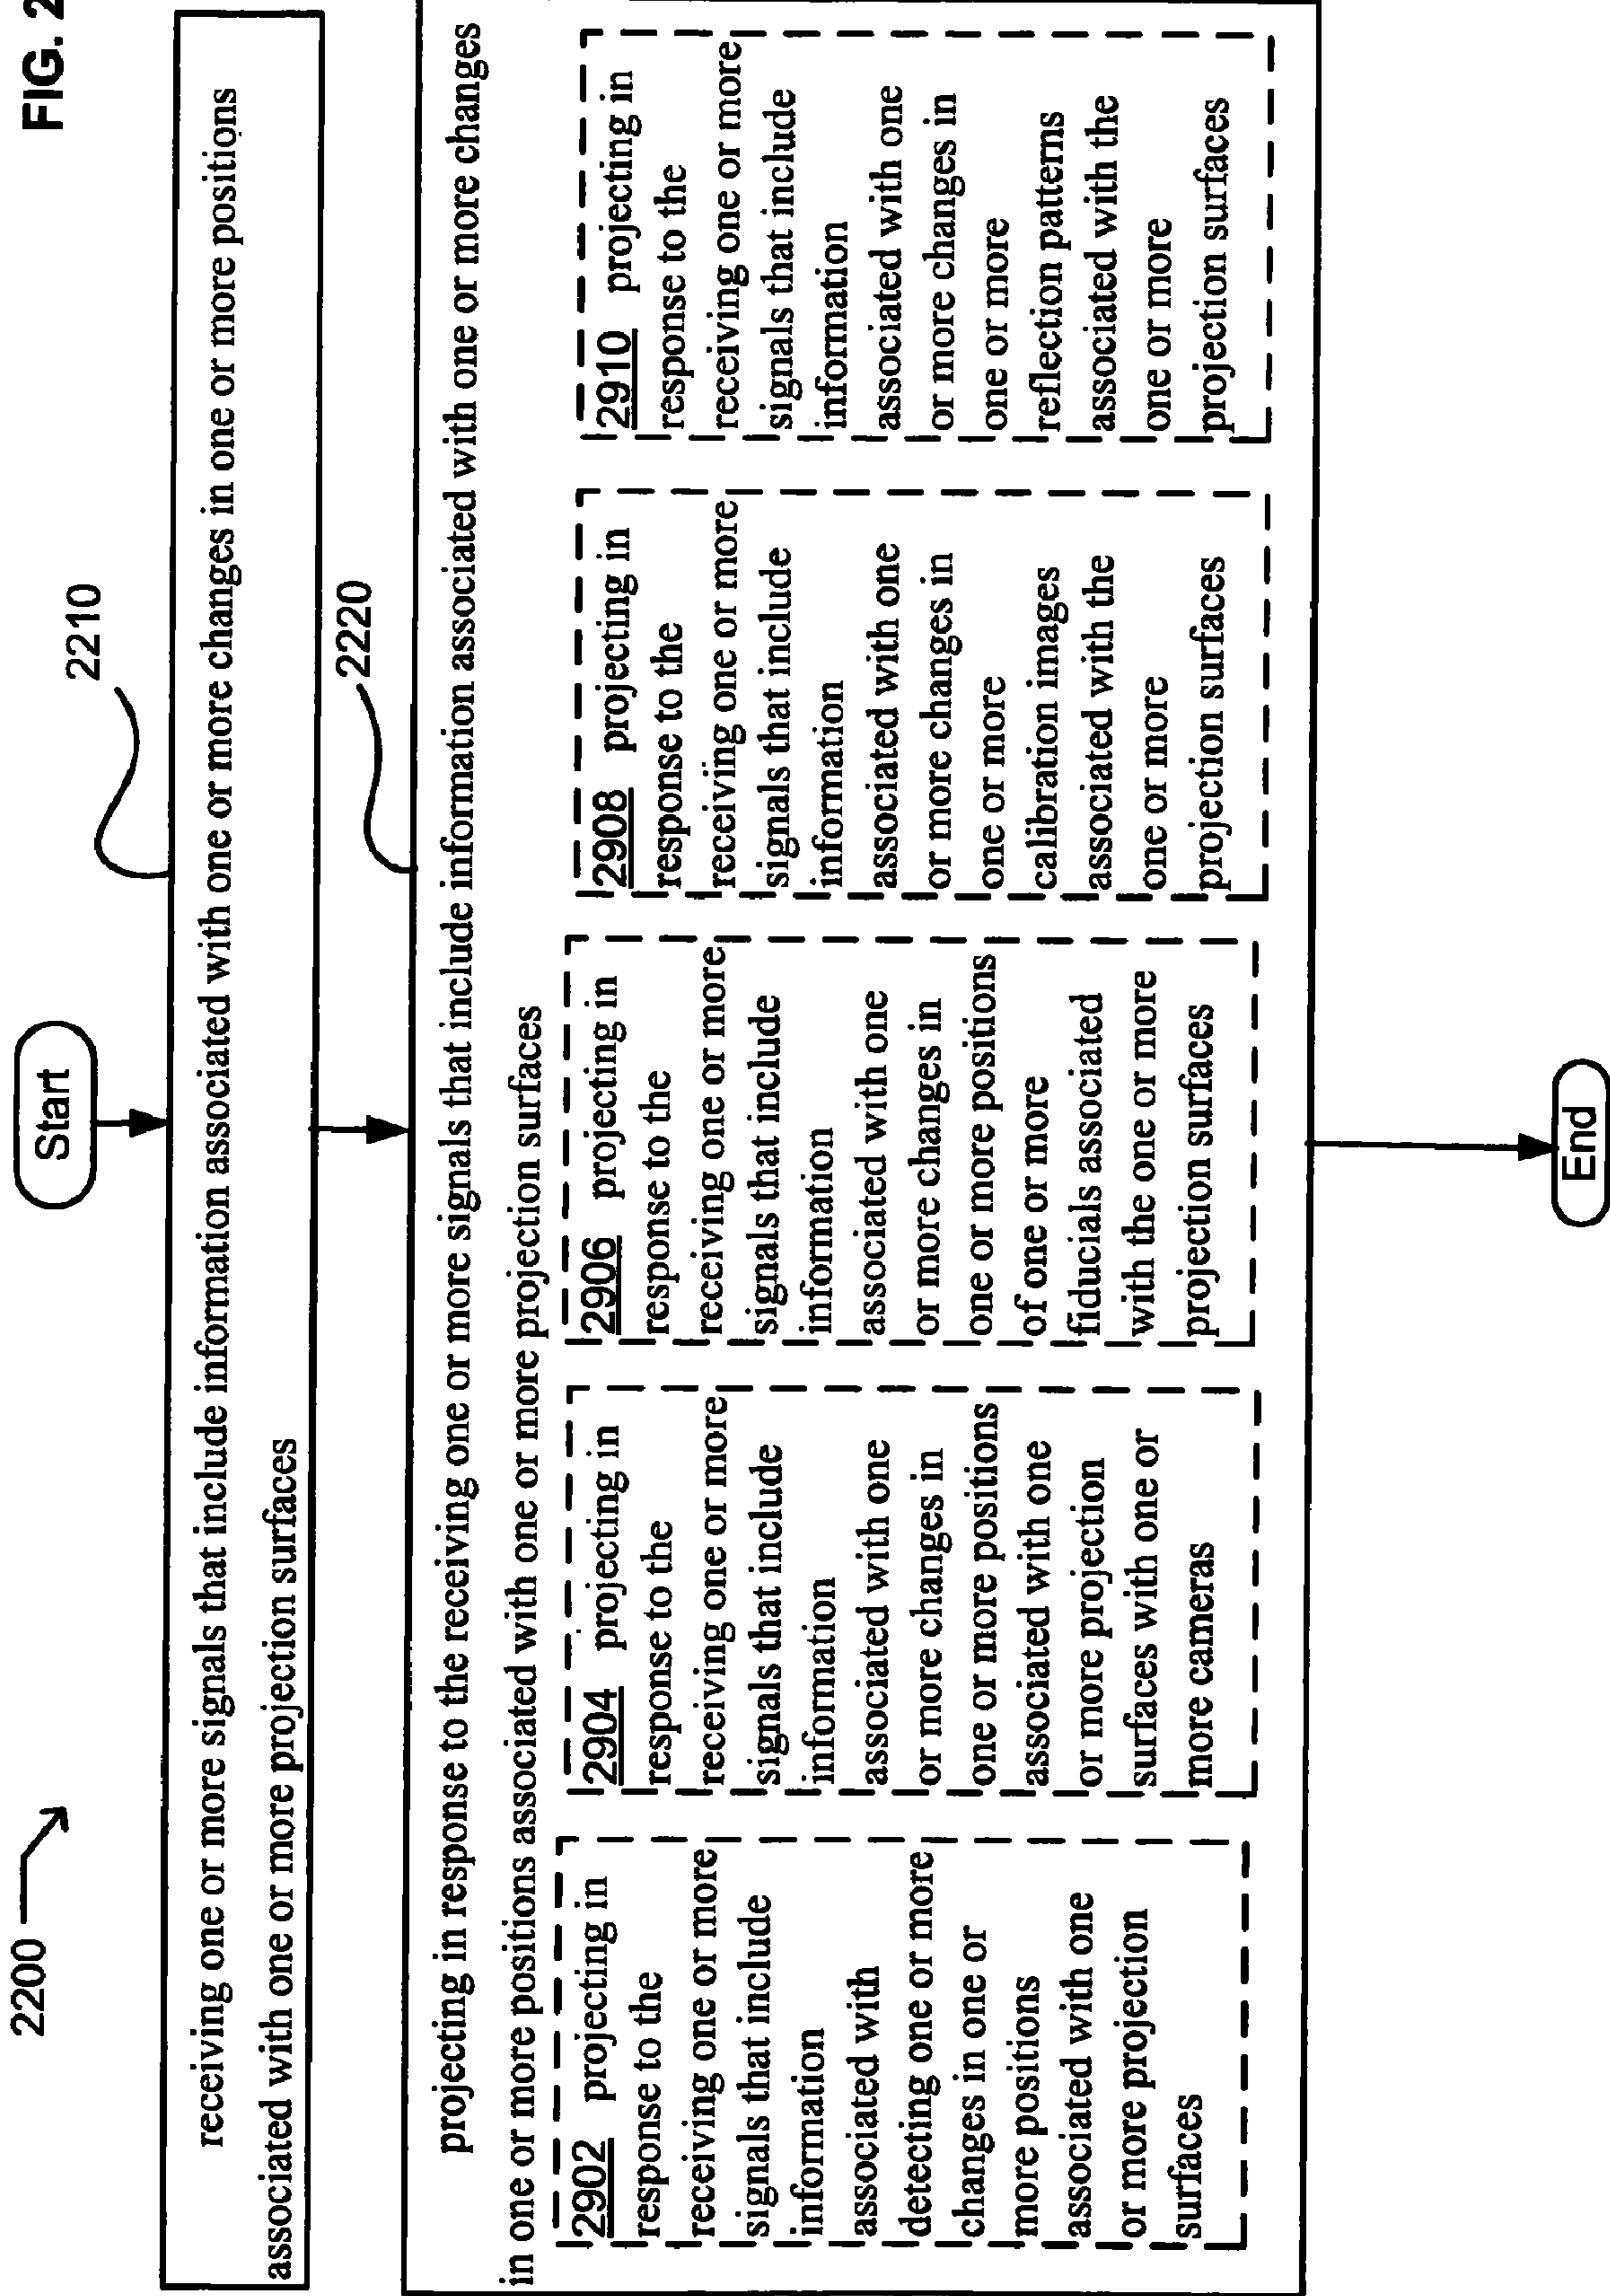 2200
FIG. 2
Start
2210
receiving one or more signals that include information associated with one or more changes in one or more positions
associated with one or more projection surfaces
2220
projecting in response to the receiving one or more signals that include information associated with one or more changes
in one or more positions associated with one or more projection surfaces
2902 projecting in
response to the
receiving one or more
signals that include
information
associated with
detecting one or more
changes in one or
more positions
associated with one
or more projection
surfaces
2904 projecting in
response to the
receiving one or more
signals that include
information
associated with one
or more changes in
one or more positions
associated with one
or more projection
surfaces with one or
more cameras
2906 projecting in
response to the
receiving one or more
signals that include
information
associated with one
or more changes in
one or more positions
of one or more
fiducials associated
with the one or more
projection surfaces
2908 projecting in
response to the
receiving one or more
signals that include
information
associated with one
or more changes in
one or more
calibration images
associated with the
one or more
projection surfaces
2910 projecting in
response to the
receiving one or more
signals that include
information
associated with one
or more changes in
one or more
reflection patterns
associated with the
one or more
projection surfaces
End